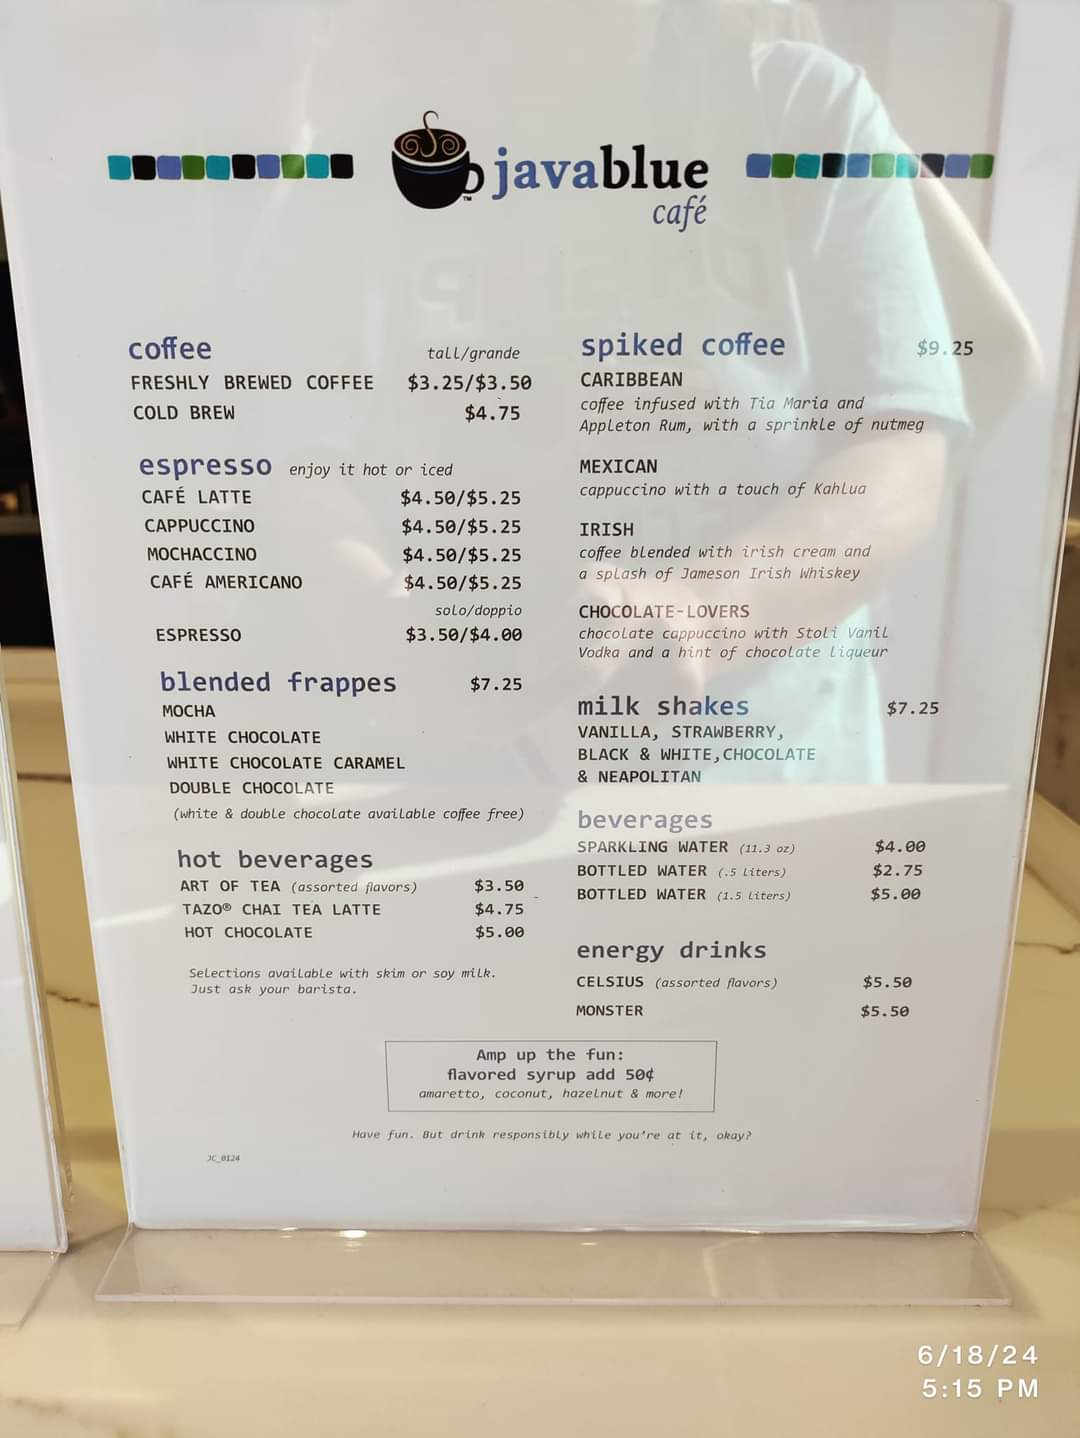 javablue
café
coffee tall/grande
FRESHLY BREWED COFFEE $3.25/$3.50
COLD BREW $4.75
espresso enjoy it hot or iced
CAFÉ LATTE $4.50/$5.25
CAPPUCCINO $4.50/$5.25
MOCHACCINO $4.50/$5.25
CAFÉ AMERICANO $4.50/$5.25
solo/doppio
ESPRESSO $3.50/$4.00
blended frappes $7.25
MOCHA
WHITE CHOCOLATE
WHITE CHOCOLATE CARAMEL
DOUBLE CHOCOLATE
(white & double chocolate available coffee free)
hot beverages
ART OF TEA (assorted flavors) $3.50
TAZO® CHAI TEA LATTE $4.75
HOT CHOCOLATE $5.00
Selections available with skim or soy milk.
Just ask your barista.
spiked coffee $9.25
CARIBBEAN
coffee infused with Tia Maria and
Appleton Rum, with a sprinkle of nutmeg
MEXICAN
cappuccino with a touch of Kahlua
IRISH
coffee blended with irish cream and
a splash of Jameson Irish Whiskey
CHOCOLATE-LOVERS
chocolate cappuccino with Stoli Vanil
Vodka and a hint of chocolate liqueur
milk shakes $7.25
VANILLA, STRAWBERRY,
BLACK & WHITE,CHOCOLATE
& NEAPOLITAN
beverages
SPARKLING WATER (11.3 oz) $4.00
BOTTLED WATER (.5 liters) $2.75
BOTTLED WATER (1.5 liters) $5.00
energy drinks
CELSIUS (assorted flavors) $5.50
MONSTER $5.50
Amp up the fun:
flavored syrup add 50¢
amaretto, coconut, hazelnut & more!
Have fun. But drink responsibly while you're at it, okay?
JC_0124
6/18/24
5:15 PM